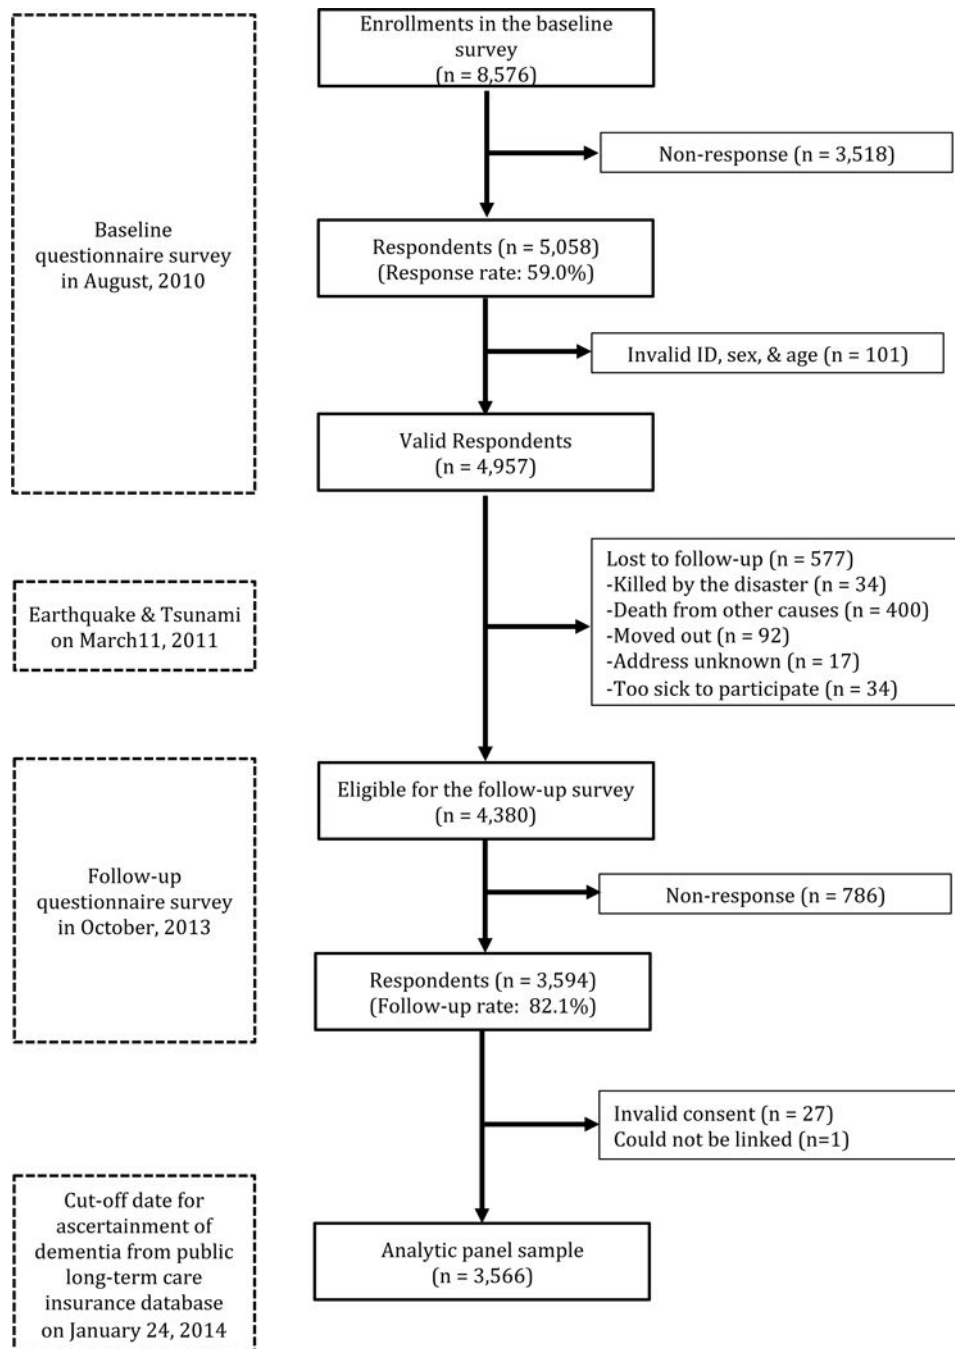 Enrollments in the baseline
survey
(n = 8,576)
Non-response (n = 3,518)
Baseline
questionnaire survey
in August, 2010
Respondents (n = 5,058)
(Response rate: 59.0%)
Invalid ID, sex, & age (n = 101)
Valid Respondents
(n = 4,957)
Earthquake & Tsunami
on March11, 2011
Lost to follow-up (n = 577)
-Killed by the disaster (n = 34)
-Death from other causes (n = 400)
-Moved out (n = 92)
-Address unknown (n = 17)
-Too sick to participate (n = 34)
Eligible for the follow-up survey
(n = 4,380)
Follow-up
questionnaire survey
in October, 2013
Non-response (n = 786)
Respondents (n = 3,594)
(Follow-up rate: 82.1%)
Invalid consent (n = 27)
Could not be linked (n=1)
Cut-off date for
ascertainment of
dementia from public
long-term care
insurance database
on January 24, 2014
Analytic panel sample
(n = 3,566)